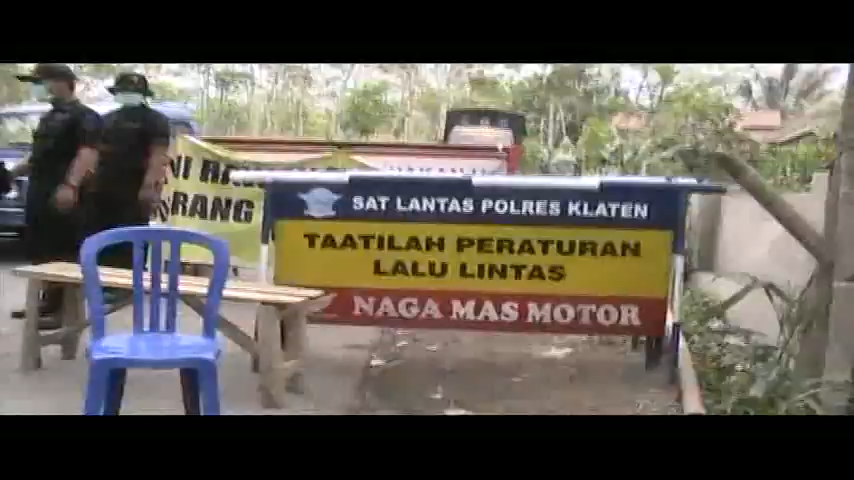 RANG
SAT LANTAS POLRES KLATEN
TAATILAH PERATURAN
LALU LINTAS
NAGA MAS MOTOR